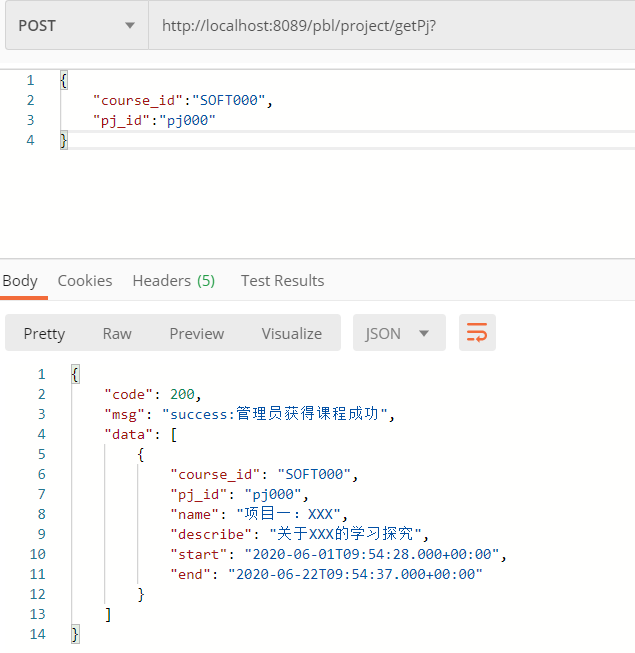 POST http://localhost:8089/pbl/project/getPj?
1 {
2 "course_id":"SOFT000",
3 "pj_id":"pj000"
4 }
Body Cookies Headers (5) Test Results
Pretty Raw Preview Visualize JSON
1 {
2 "code": 200,
3 "msg": "success:管理员获得课程成功",
4 "data": [
5 {
6 "course_id": "SOFT000",
7 "pj_id": "pj000",
8 "name": "项目一：XXX",
9 "describe": "关于XXX的学习探究",
10 "start": "2020-06-01T09:54:28.000+00:00",
11 "end": "2020-06-22T09:54:37.000+00:00"
12 }
13 ]
14 }